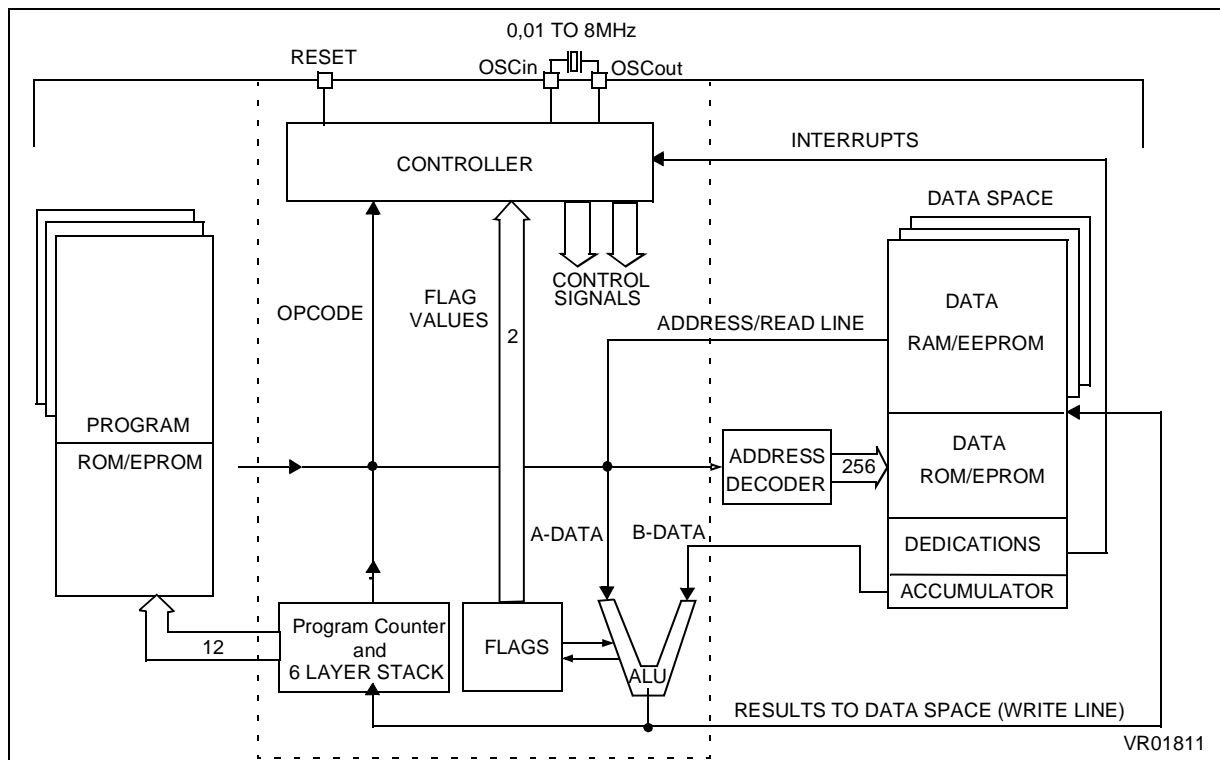 0,01 TO 8MHz
RESET
OSCin
OSCout
INTERRUPTS
CONTROLLER
DATA SPACE
CONTROL
SIGNALS
OPCODE
FLAG
VALUES
2
ADDRESS/READ LINE
DATA
RAM/EEPROM
PROGRAM
ROM/EPROM
ADDRESS
DECODER
256
DATA
ROM/EPROM
A-DATA
B-DATA
DEDICATIONS
ACCUMULATOR
12
Program Counter
and
6 LAYER STACK
FLAGS
ALU
RESULTS TO DATA SPACE (WRITE LINE)
VR01811